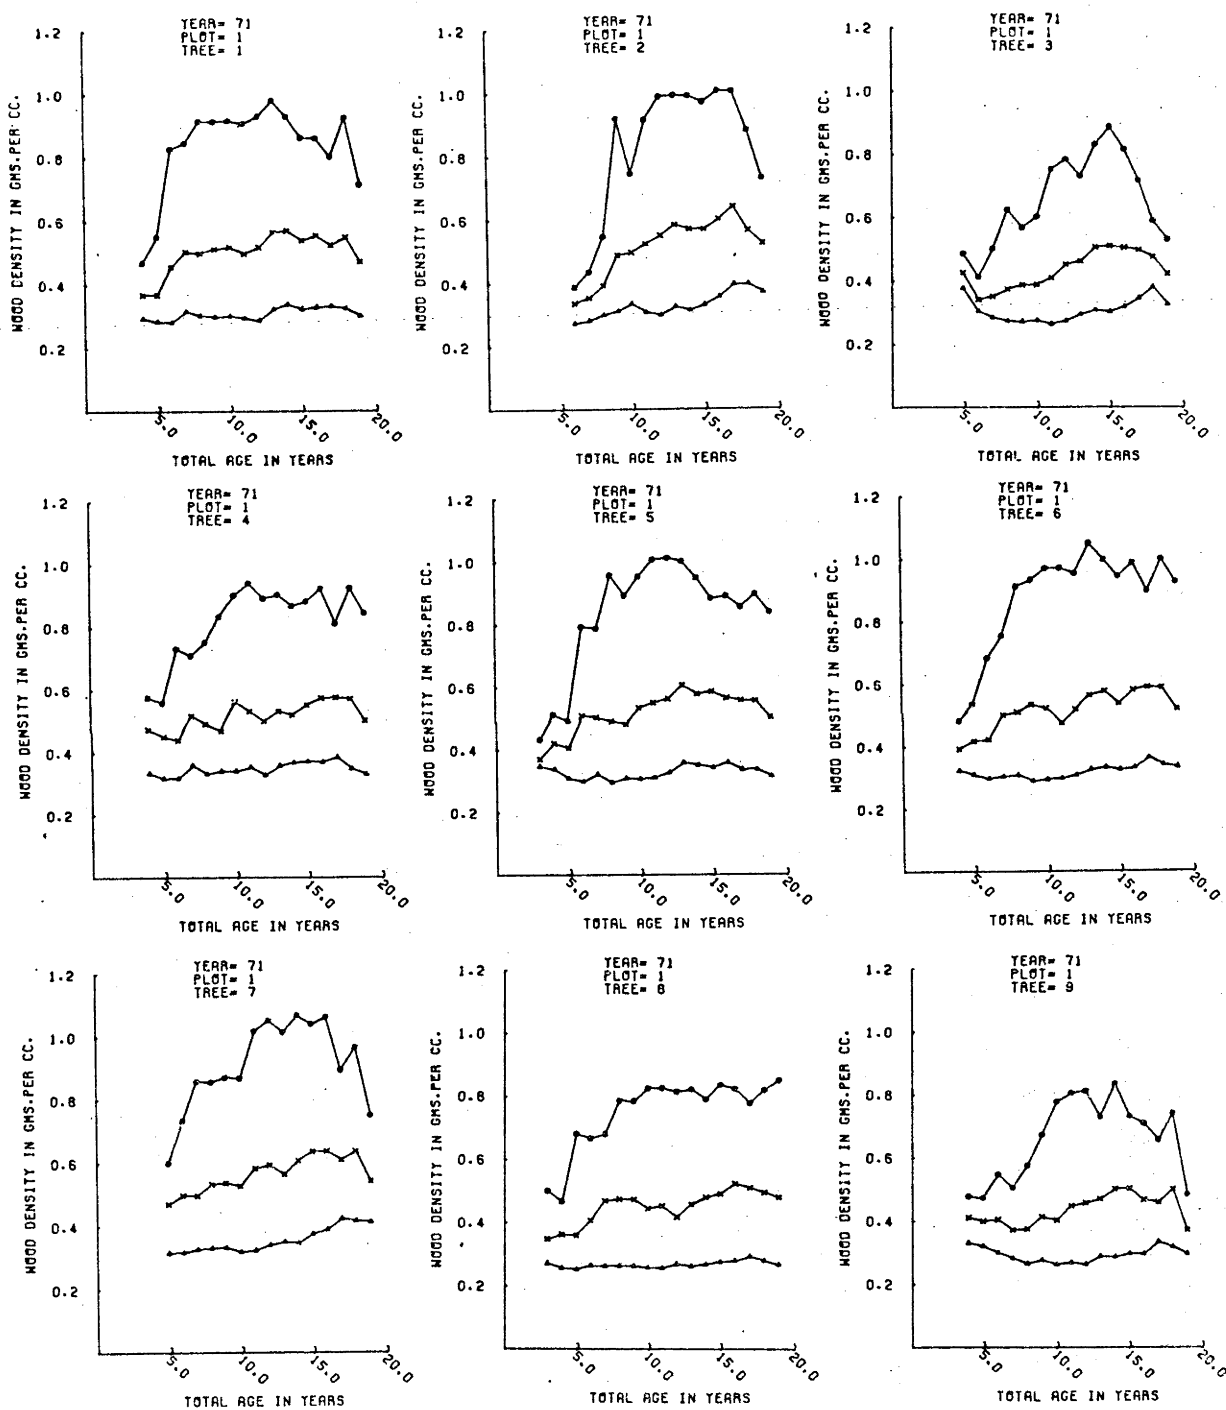 YEAR= 71
PLOT= 1
TREE= 1
1.2
1.0
0.8
0.6
0.4
0.2
WOOD DENSITY IN GMS.PER CC.
5.0
10.0
15.0
20.0
TOTAL AGE IN YEARS
YEAR= 71
PLOT= 1
TREE= 2
1.2
1.0
0.8
0.6
0.4
0.2
WOOD DENSITY IN GMS.PER CC.
5.0
10.0
15.0
20.0
TOTAL AGE IN YEARS
YEAR= 71
PLOT= 1
TREE= 3
1.2
1.0
0.8
0.6
0.4
0.2
WOOD DENSITY IN GMS.PER CC.
5.0
10.0
15.0
20.0
TOTAL AGE IN YEARS
YEAR= 71
PLOT= 1
TREE= 4
1.2
1.0
0.8
0.6
0.4
0.2
WOOD DENSITY IN GMS.PER CC.
5.0
10.0
15.0
20.0
TOTAL AGE IN YEARS
YEAR= 71
PLOT= 1
TREE= 5
1.2
1.0
0.8
0.6
0.4
0.2
WOOD DENSITY IN GMS.PER CC.
5.0
10.0
15.0
20.0
TOTAL AGE IN YEARS
YEAR= 71
PLOT= 1
TREE= 6
1.2
1.0
0.8
0.6
0.4
0.2
WOOD DENSITY IN GMS.PER CC.
5.0
10.0
15.0
20.0
TOTAL AGE IN YEARS
YEAR= 71
PLOT= 1
TREE= 7
1.2
1.0
0.8
0.6
0.4
0.2
WOOD DENSITY IN GMS.PER CC.
5.0
10.0
15.0
20.0
TOTAL AGE IN YEARS
YEAR= 71
PLOT= 1
TREE= 8
1.2
1.0
0.8
0.6
0.4
0.2
WOOD DENSITY IN GMS.PER CC.
5.0
10.0
15.0
20.0
TOTAL AGE IN YEARS
YEAR= 71
PLOT= 1
TREE= 9
1.2
1.0
0.8
0.6
0.4
0.2
WOOD DENSITY IN GMS.PER CC.
5.0
10.0
15.0
20.0
TOTAL AGE IN YEARS